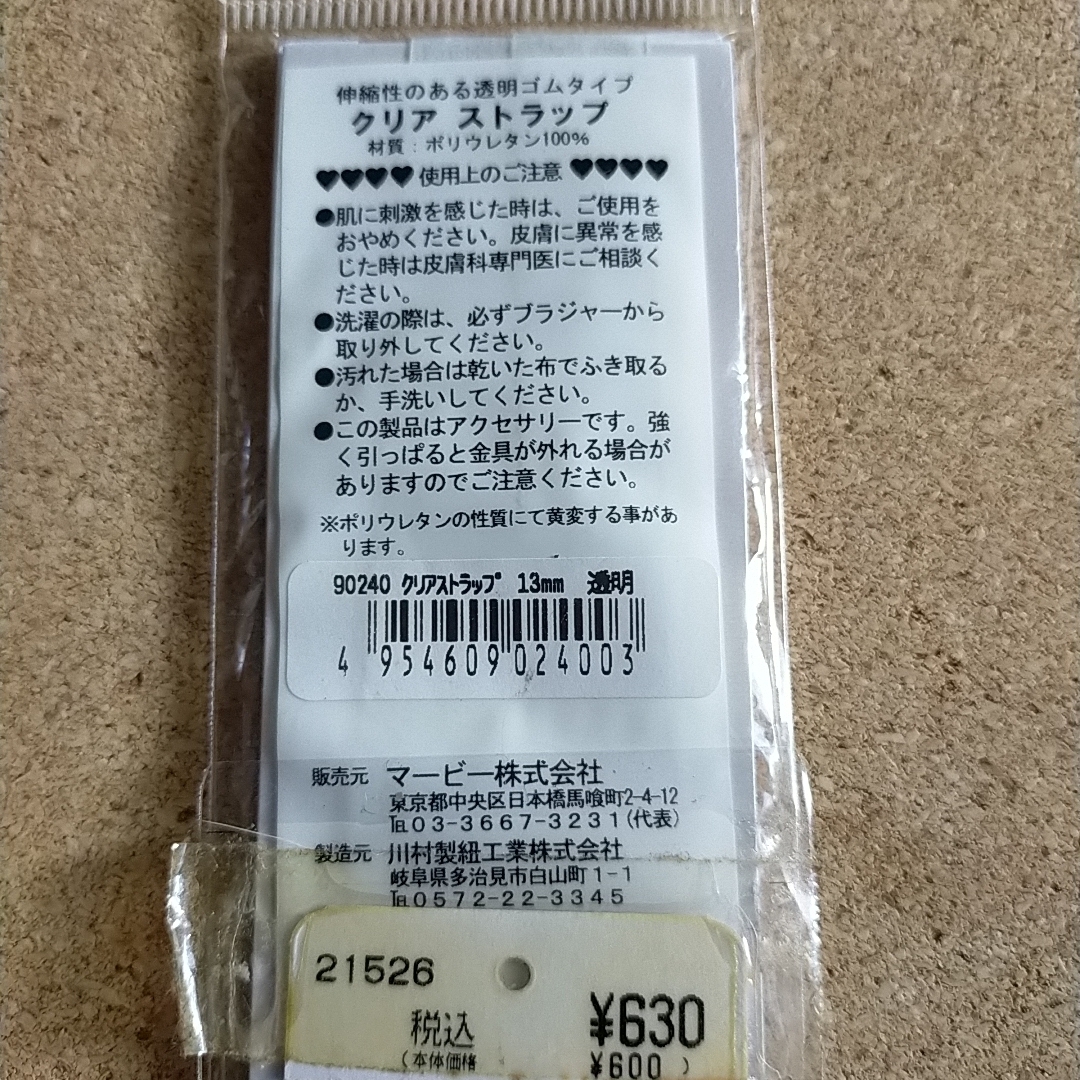 伸縮性のある透明ゴムタイプ
クリア ストラップ
材質：ポリウレタン100%
♥♥♥♥使用上のご注意♥♥♥♥
●肌に刺激を感じた時は、ご使用を
おやめください。皮膚に異常を感
じた時は皮膚科専門医にご相談く
ださい。
●洗濯の際は、必ずブラジャーから
取り外してください。
●汚れた場合は乾いた布でふき取る
か、手洗いしてください。
●この製品はアクセサリーです。強
く引っぱると金具が外れる場合が
ありますのでご注意ください。
※ポリウレタンの性質にて黄変する事があ
ります。
90240 クリアストラップ 13mm 透明
4 954609 024003
販売元 マービー株式会社
東京都中央区日本橋馬喰町2-4-12
℡03-3667-3231(代表)
製造元 川村製紐工業株式会社
岐阜県多治見市白山町1-1
℡0572-22-3345
21526
税込 ¥630
(本体価格 ¥600)